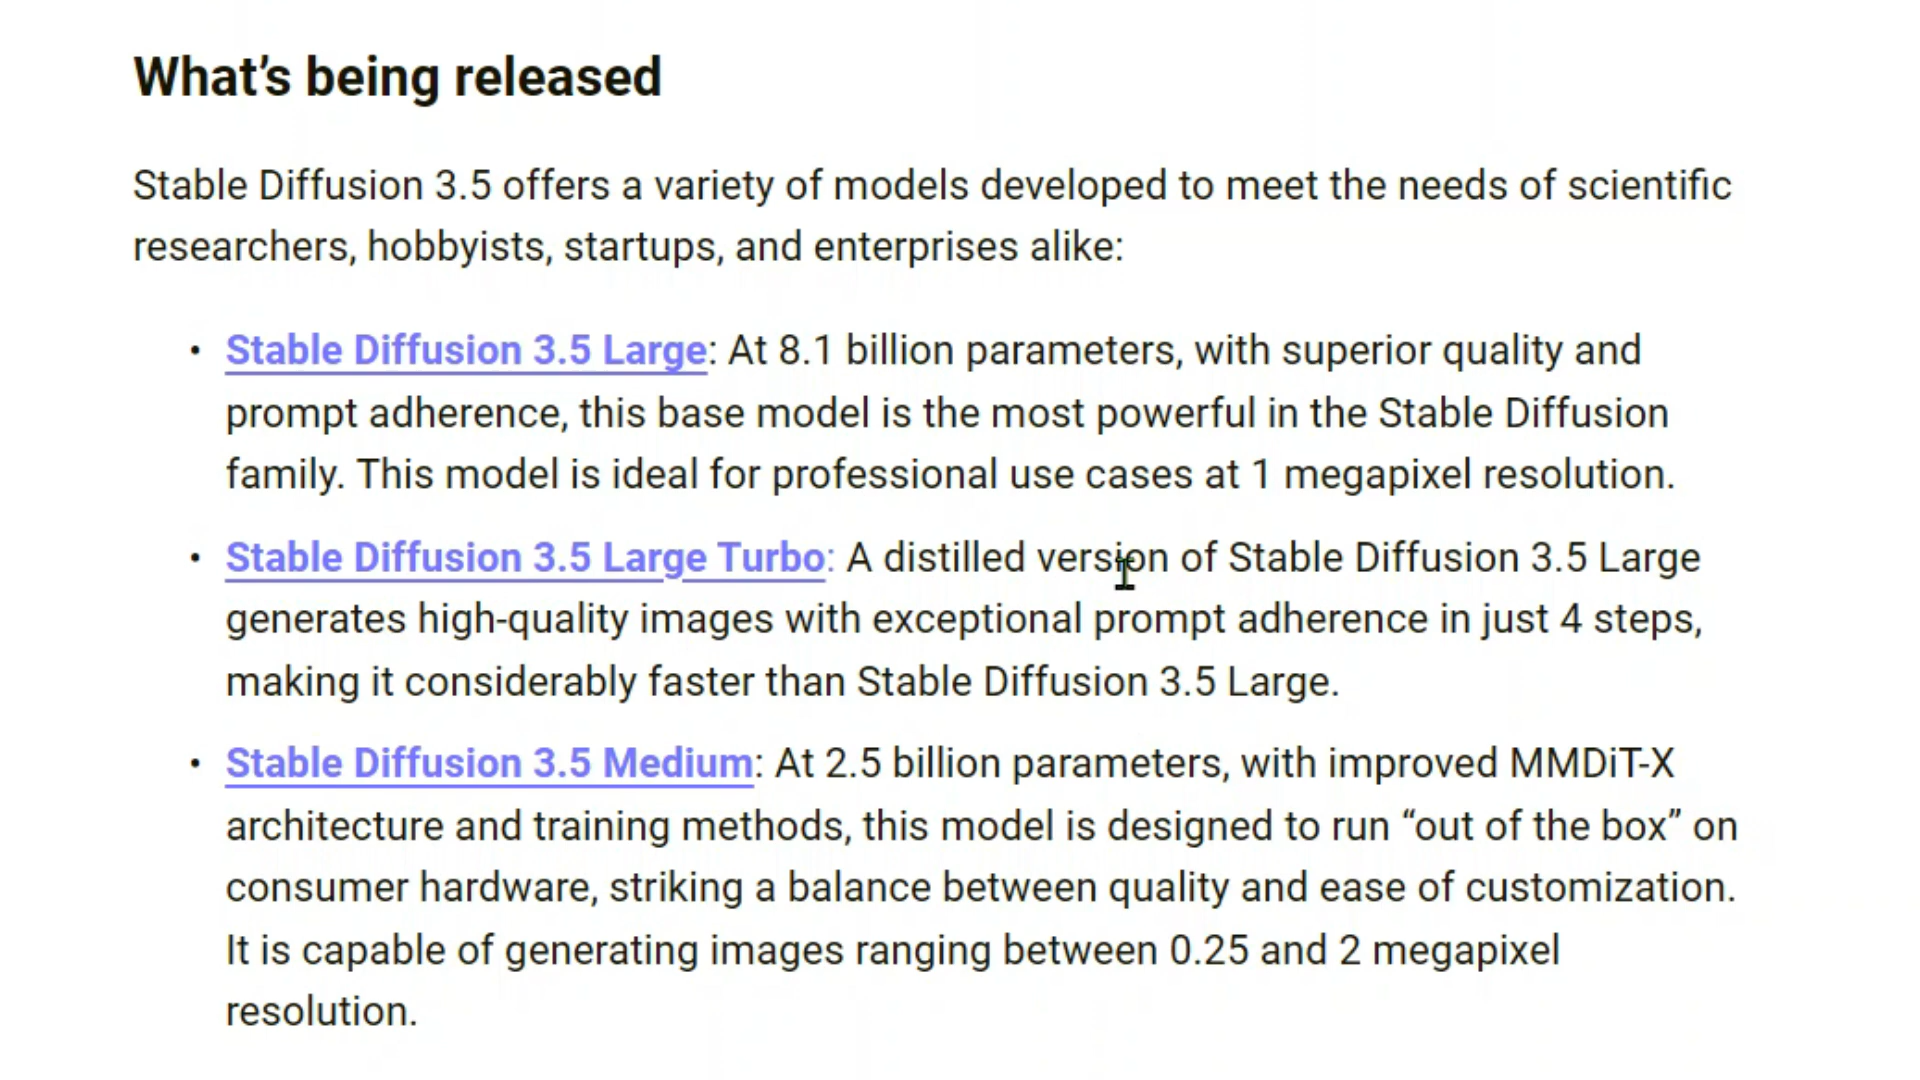 What’s being released
Stable Diffusion 3.5 offers a variety of models developed to meet the needs of scientific
researchers, hobbyists, startups, and enterprises alike:
• Stable Diffusion 3.5 Large: At 8.1 billion parameters, with superior quality and
prompt adherence, this base model is the most powerful in the Stable Diffusion
family. This model is ideal for professional use cases at 1 megapixel resolution.
• Stable Diffusion 3.5 Large Turbo: A distilled version of Stable Diffusion 3.5 Large
generates high-quality images with exceptional prompt adherence in just 4 steps,
making it considerably faster than Stable Diffusion 3.5 Large.
• Stable Diffusion 3.5 Medium: At 2.5 billion parameters, with improved MMDiT-X
architecture and training methods, this model is designed to run “out of the box” on
consumer hardware, striking a balance between quality and ease of customization.
It is capable of generating images ranging between 0.25 and 2 megapixel
resolution.